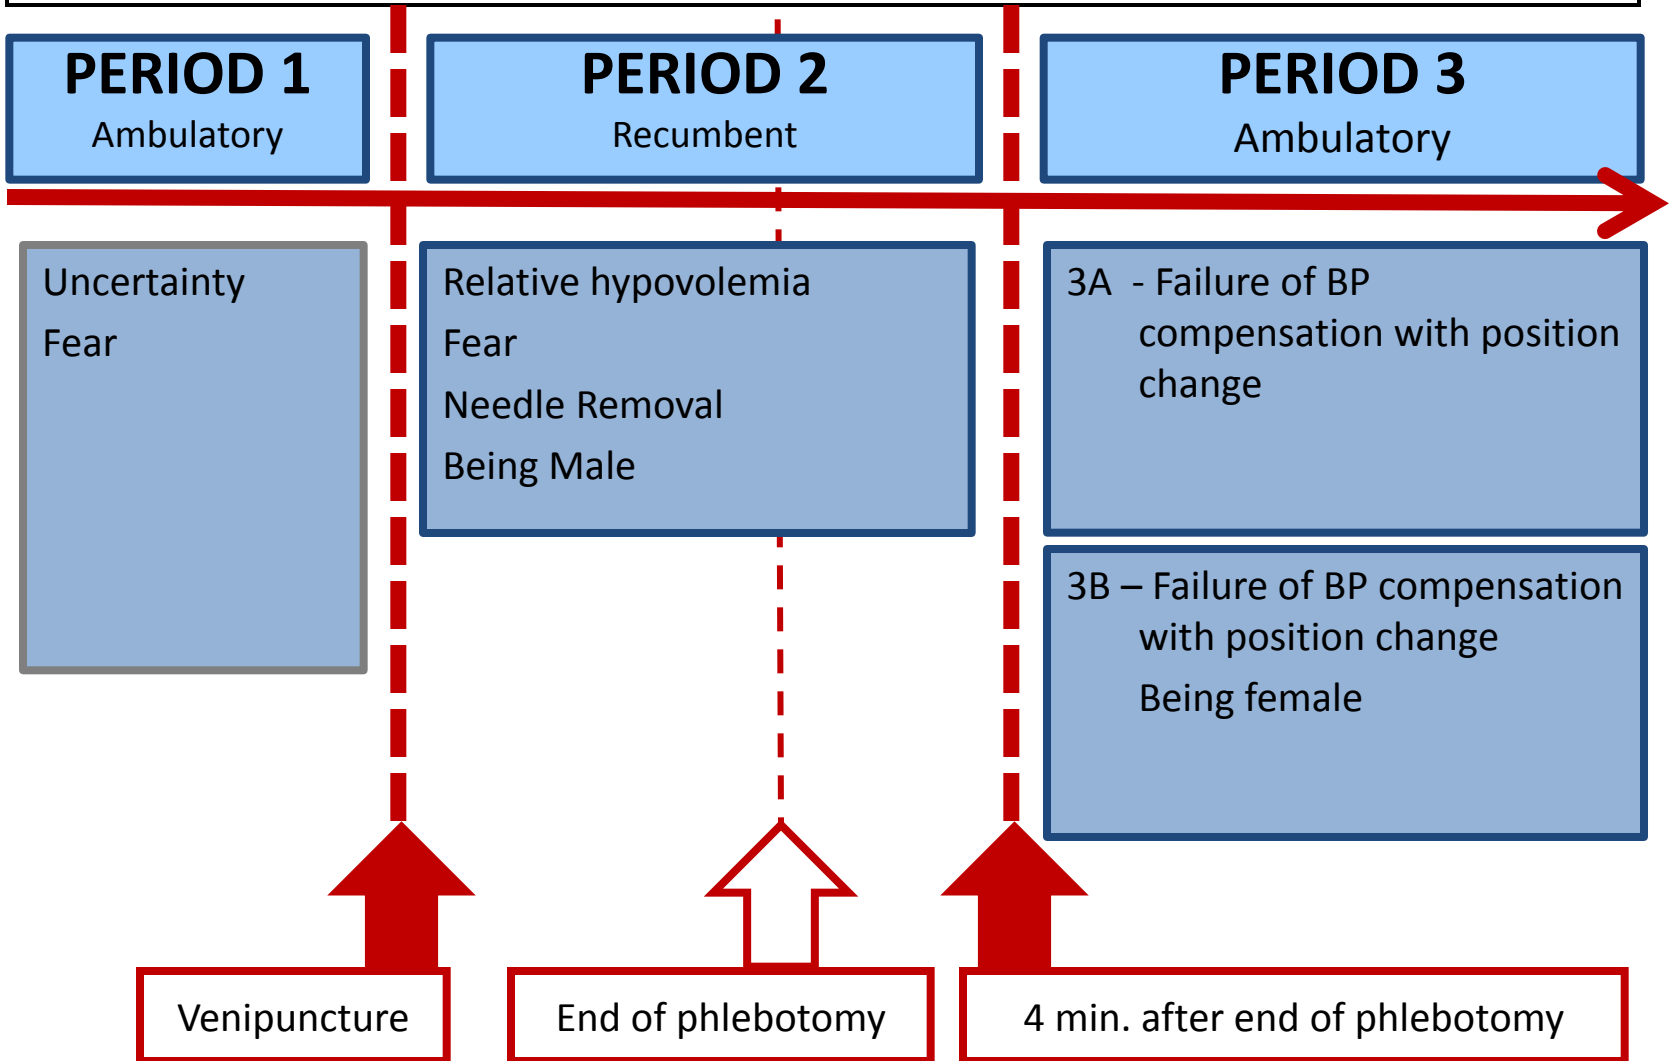 PERIOD 1
Ambulatory
PERIOD 2
Recumbent
PERIOD 3
Ambulatory
Uncertainty
Fear
Relative hypovolemia
Fear
Needle Removal
Being Male
3A - Failure of BP
compensation with position
change
3B – Failure of BP compensation
with position change
Being female
Venipuncture
End of phlebotomy
4 min. after end of phlebotomy